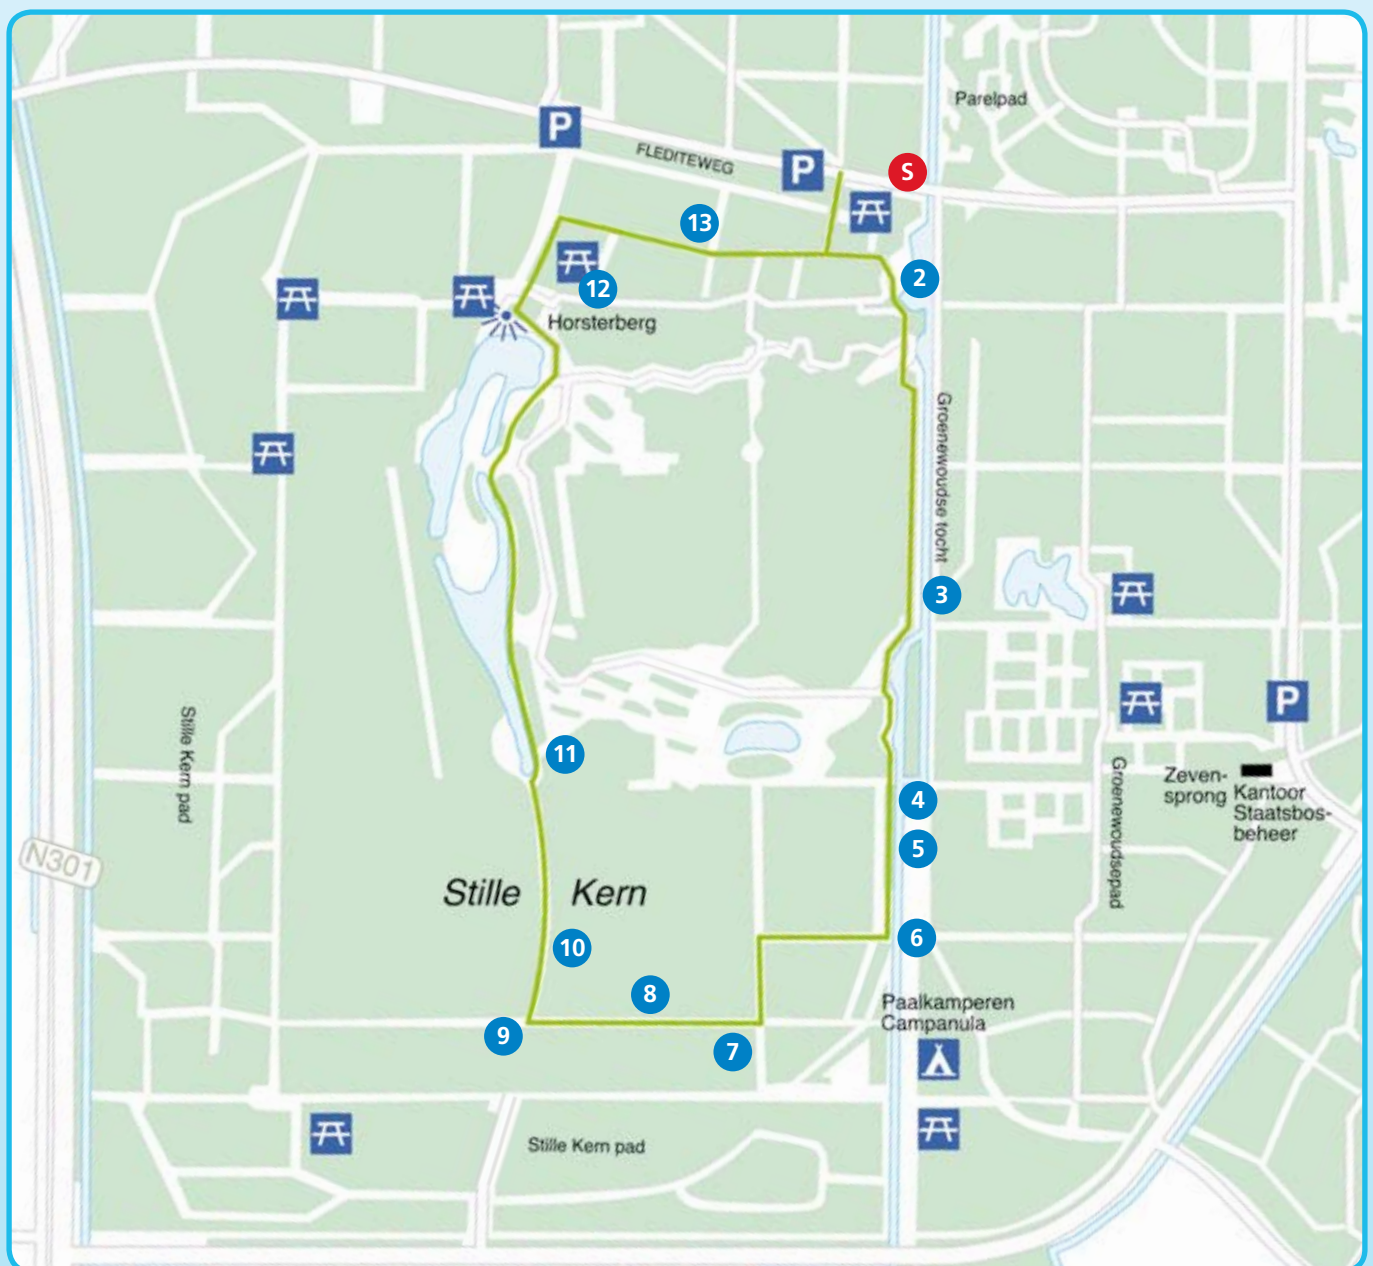 Parelpad
P
FLEDITEWEG
P
S
13
2
12
Horsterberg
Groenewoudse tocht
3
P
Stille Kern pad
11
Zeven-
sprong
Kantoor
Staatsbos-
beheer
4
Groenewoudsepad
5
N301
Stille Kern
6
10
8
Paalkamperen
Campanula
9
7
Stille Kern pad